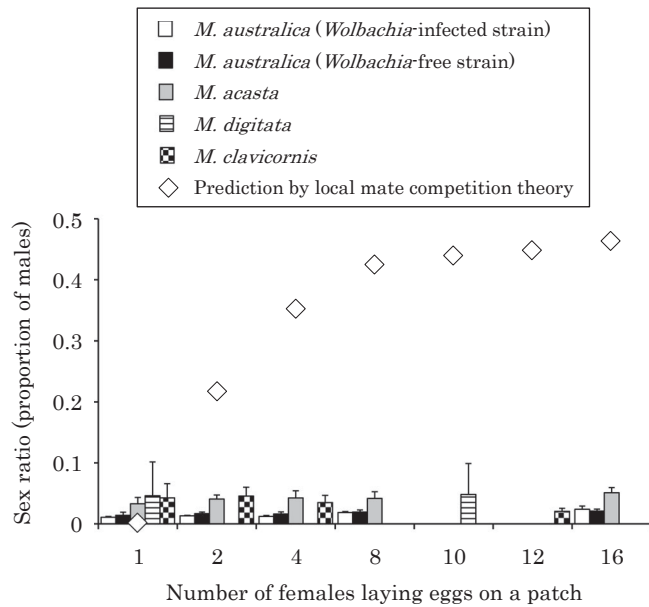 M. australica (Wolbachia-infected strain)
M. australica (Wolbachia-free strain)
M. acasta
M. digitata
M. clavicornis
Prediction by local mate competition theory
Sex ratio (proportion of males)
0.5
0.4
0.3
0.2
0.1
0
1 2 4 8 10 12 16
Number of females laying eggs on a patch